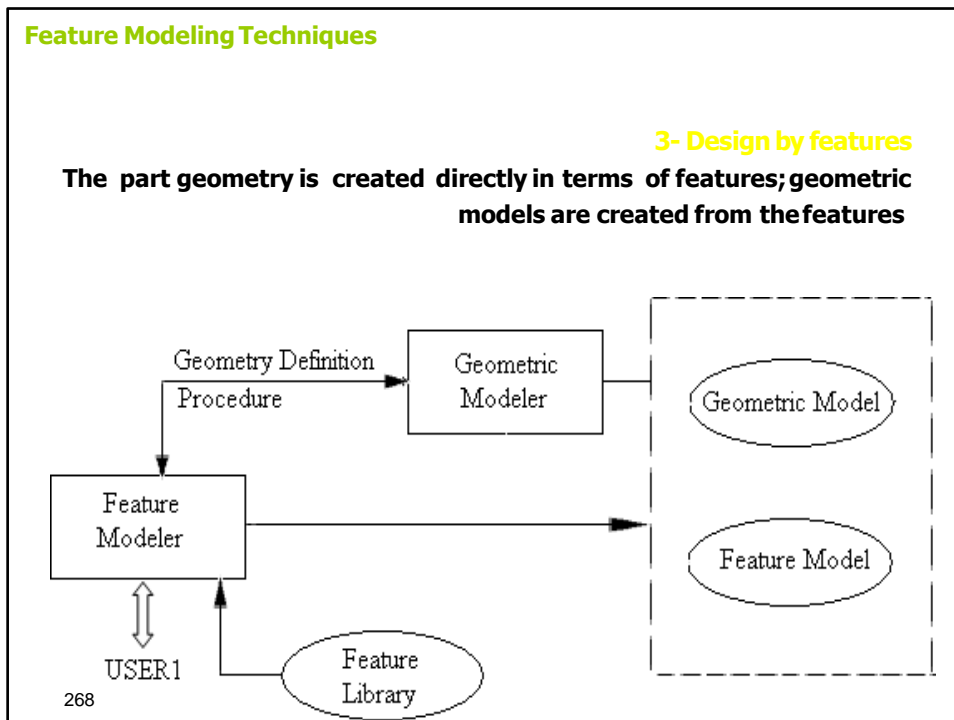 Feature Modeling Techniques
3- Design by features
The part geometry is created directly in terms of features; geometric
models are created from the features
Geometry Definition
Procedure
Geometric
Modeler
Geometric Model
Feature
Modeler
Feature Model
USER1
Feature
Library
268